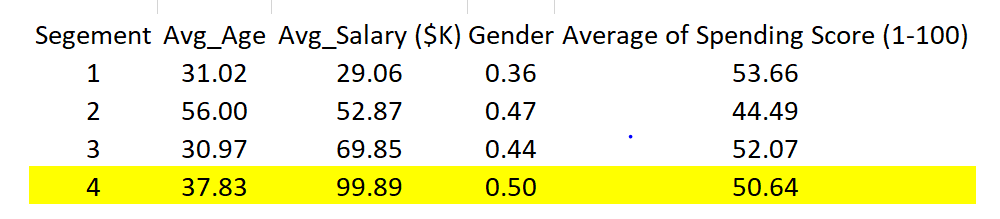 Segement Avg_Age Avg_Salary ($K) Gender Average of Spending Score (1-100)
1 31.02 29.06 0.36 53.66
2 56.00 52.87 0.47 44.49
3 30.97 69.85 0.44 52.07
4 37.83 99.89 0.50 50.64